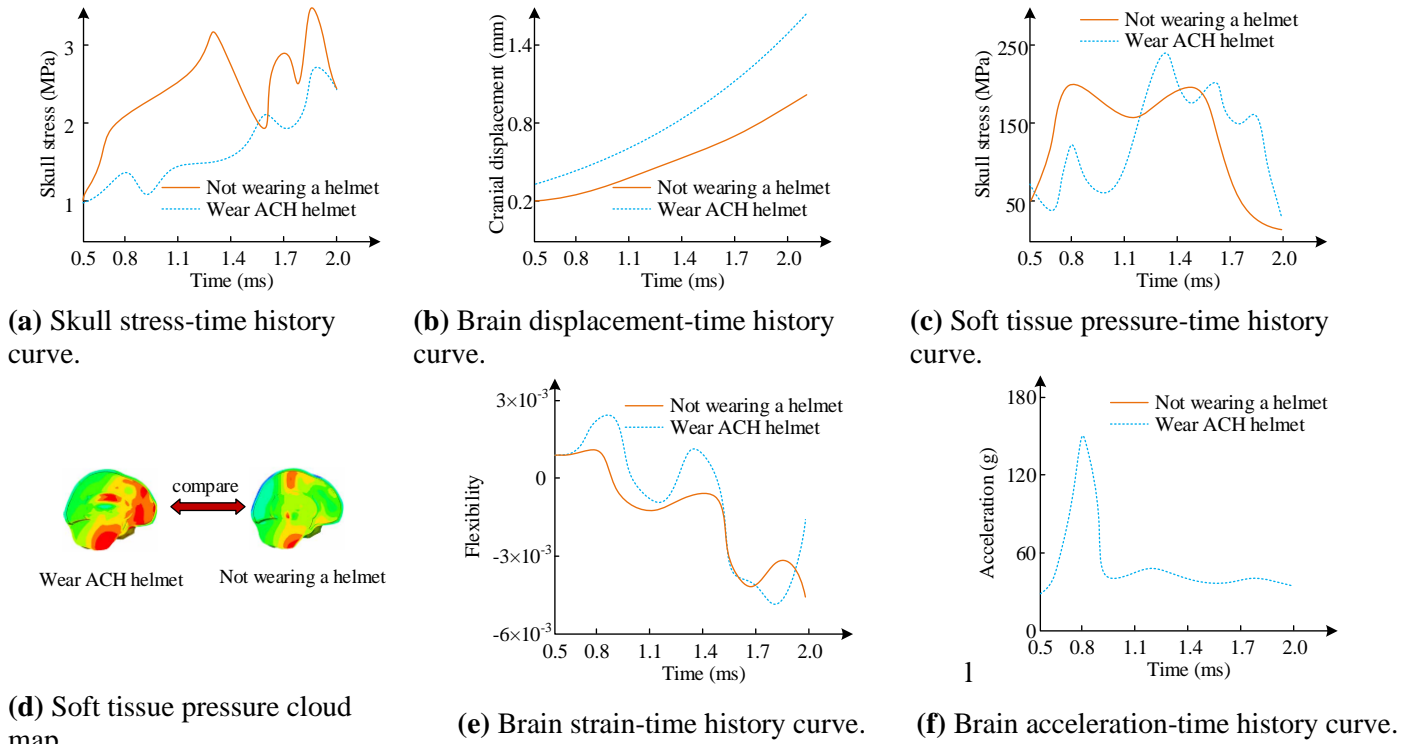 Skull stress (MPa)
3
2
1
Not wearing a helmet
Wear ACH helmet
0.5 0.8 1.1 1.4 1.7 2.0
Time (ms)
(a) Skull stress-time history
curve.
Cranial displacement (mm)
1.4
0.8
0.2
Not wearing a helmet
Wear ACH helmet
0.5 0.8 1.1 1.4 1.7 2.0
Time (ms)
(b) Brain displacement-time history
curve.
Skull stress (MPa)
250
150
50
Not wearing a helmet
Wear ACH helmet
0.5 0.8 1.1 1.4 1.7 2.0
Time (ms)
(c) Soft tissue pressure-time history
curve.
compare
Wear ACH helmet
Not wearing a helmet
(d) Soft tissue pressure cloud
map
Flexibility
3×10⁻³
0
-3×10⁻³
-6×10⁻³
Not wearing a helmet
Wear ACH helmet
0.5 0.8 1.1 1.4 1.7 2.0
Time (ms)
(e) Brain strain-time history curve.
Acceleration (g)
180
120
60
0
Not wearing a helmet
Wear ACH helmet
0.5 0.8 1.1 1.4 1.7 2.0
Time (ms)
l
(f) Brain acceleration-time history curve.